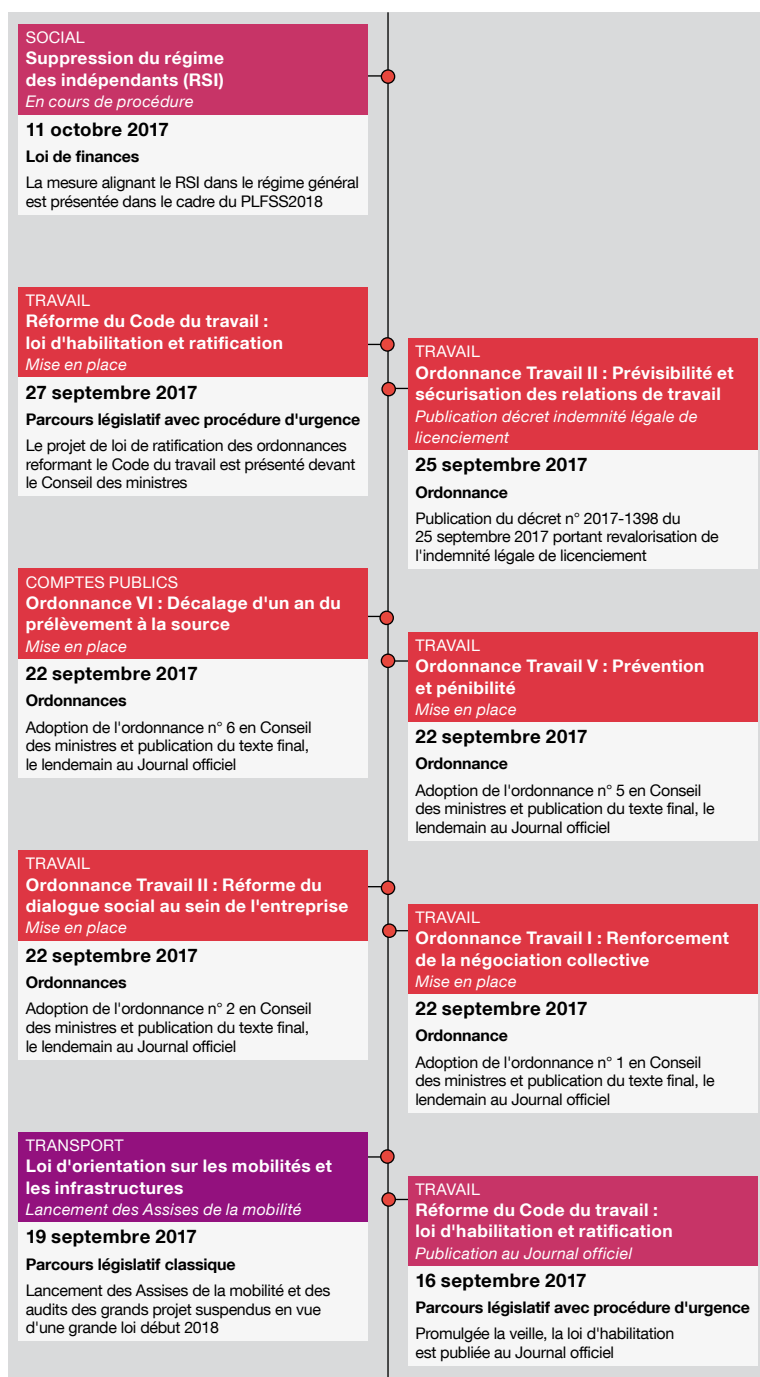 SOCIAL
Suppression du régime
des indépendants (RSI)
En cours de procédure
11 octobre 2017
Loi de finances
La mesure alignant le RSI dans le régime général
est présentée dans le cadre du PLFSS2018
TRAVAIL
Réforme du Code du travail :
loi d'habilitation et ratification
Mise en place
27 septembre 2017
Parcours législatif avec procédure d'urgence
Le projet de loi de ratification des ordonnances
reformant le Code du travail est présenté devant
le Conseil des ministres
TRAVAIL
Ordonnance Travail II : Prévisibilité et
sécurisation des relations de travail
Publication décret indemnité légale de
licenciement
25 septembre 2017
Ordonnance
Publication du décret n° 2017-1398 du
25 septembre 2017 portant revalorisation de
l'indemnité légale de licenciement
COMPTES PUBLICS
Ordonnance VI : Décalage d'un an du
prélèvement à la source
Mise en place
22 septembre 2017
Ordonnances
Adoption de l'ordonnance n° 6 en Conseil
des ministres et publication du texte final,
le lendemain au Journal officiel
TRAVAIL
Ordonnance Travail V : Prévention
et pénibilité
Mise en place
22 septembre 2017
Ordonnance
Adoption de l'ordonnance n° 5 en Conseil
des ministres et publication du texte final, le
lendemain au Journal officiel
TRAVAIL
Ordonnance Travail II : Réforme du
dialogue social au sein de l'entreprise
Mise en place
22 septembre 2017
Ordonnances
Adoption de l'ordonnance n° 2 en Conseil
des ministres et publication du texte final,
le lendemain au Journal officiel
TRAVAIL
Ordonnance Travail I : Renforcement
de la négociation collective
Mise en place
22 septembre 2017
Ordonnance
Adoption de l'ordonnance n° 1 en Conseil
des ministres et publication du texte final, le
lendemain au Journal officiel
TRANSPORT
Loi d'orientation sur les mobilités et
les infrastructures
Lancement des Assises de la mobilité
19 septembre 2017
Parcours législatif classique
Lancement des Assises de la mobilité et des
audits des grands projet suspendus en vue
d'une grande loi début 2018
TRAVAIL
Réforme du Code du travail :
loi d'habilitation et ratification
Publication au Journal officiel
16 septembre 2017
Parcours législatif avec procédure d'urgence
Promulgée la veille, la loi d'habilitation
est publiée au Journal officiel